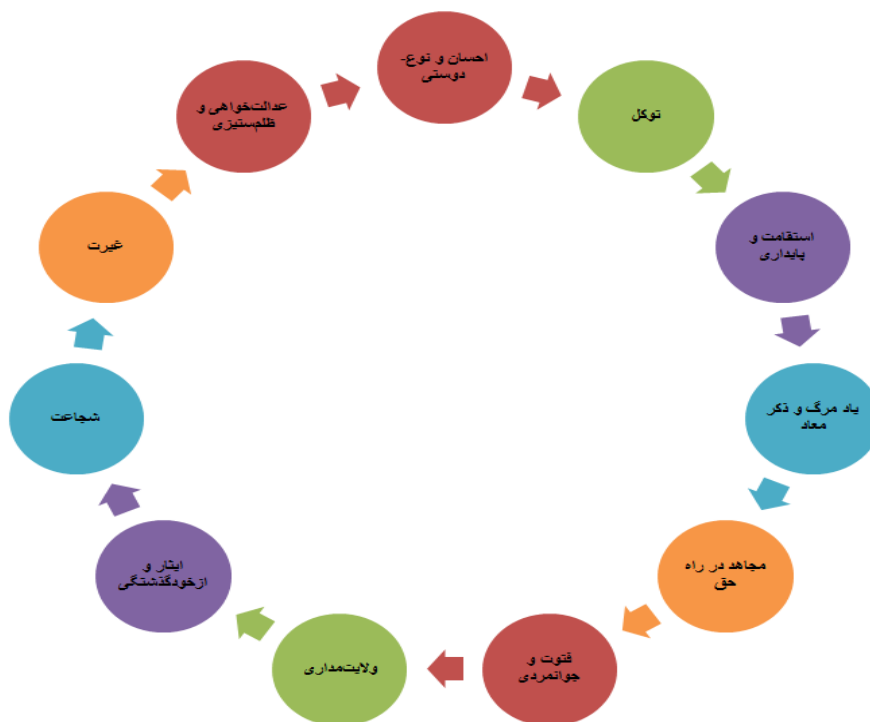 احسان و نوع-
دوستی
توکل
استقامت و
پایداری
یاد مرگ و ذکر
معاد
مجاهد در راه
حق
فتوت و
جوانمردی
ولایت‌مداری
ایثار و
ازخودگذشتگی
شجاعت
غیرت
عدالت‌خواهی و
ظلم‌ستیزی